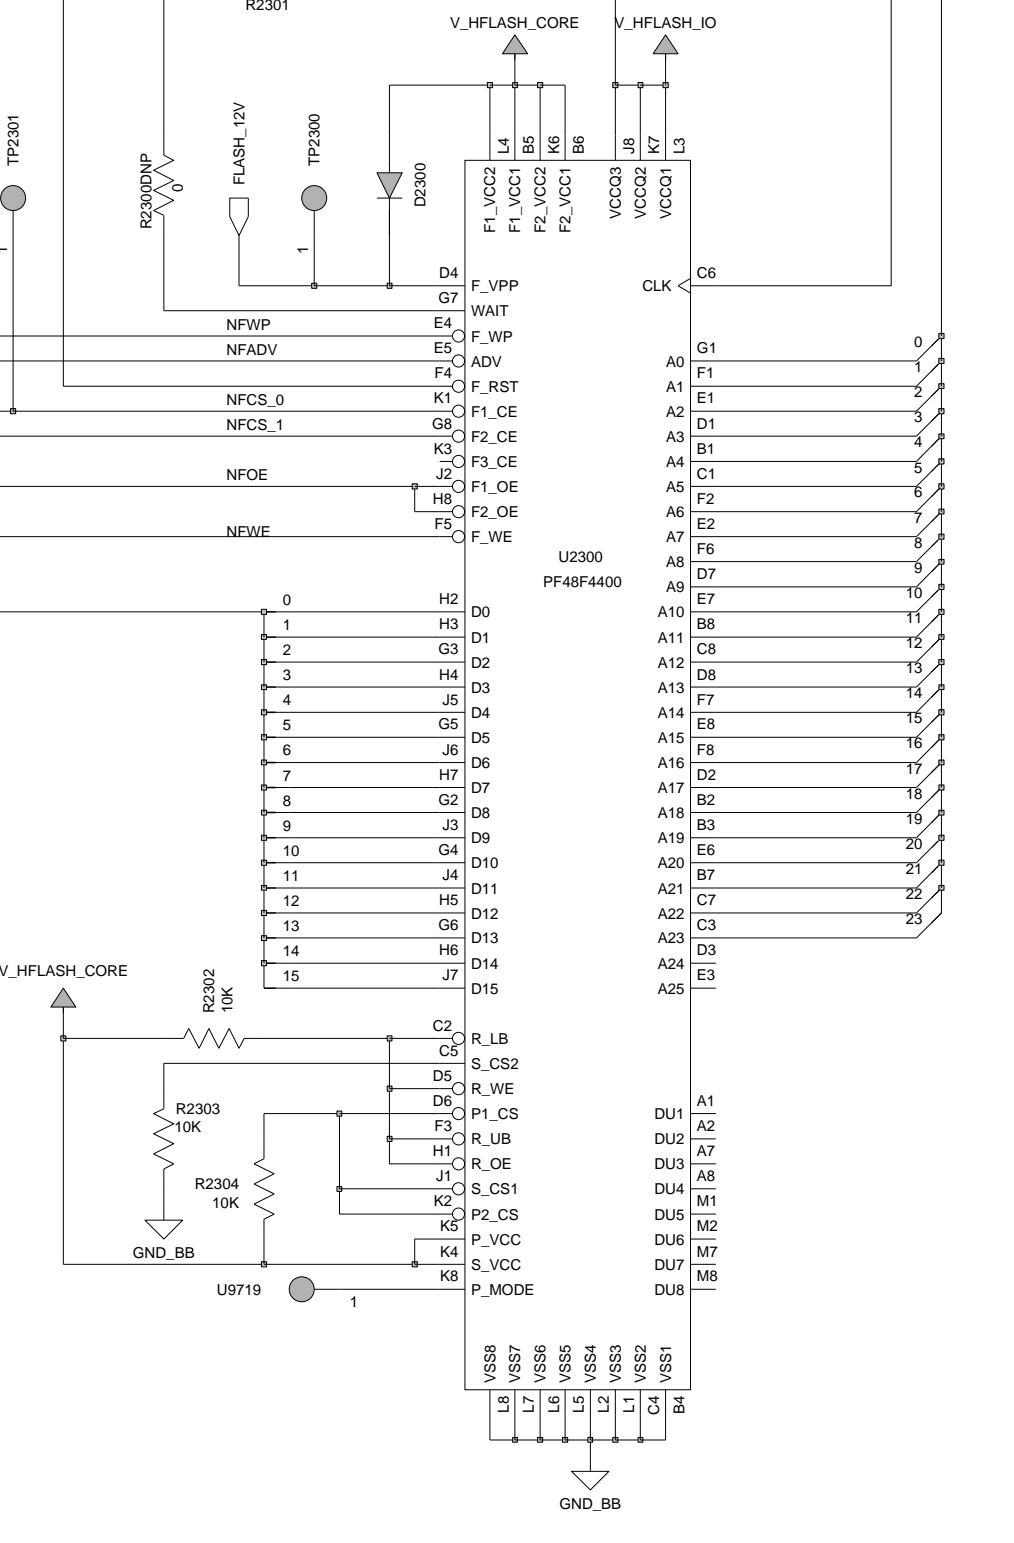 R2301
V_HFLASH_CORE
V_HFLASH_IO
TP2301
FLASH_12V
TP2300
R2300DNP
0
D2300
1
1
L4
B5
K6
B6
J8
K7
L3
F1_VCC2
F1_VCC1
F2_VCC2
F2_VCC1
VCCQ3
VCCQ2
VCCQ1
D4
F_VPP
CLK
C6
G7
WAIT
NFWP
E4
F_WP
NFADV
E5
ADV
F4
F_RST
NFCS_0
K1
F1_CE
NFCS_1
G8
F2_CE
K3
F3_CE
NFOE
J2
F1_OE
H8
F2_OE
NFWE
F5
F_WE
U2300
PF48F4400
A0 G1 0
A1 F1 1
A2 E1 2
A3 D1 3
A4 B1 4
A5 C1 5
A6 F2 6
A7 E2 7
A8 F6 8
A9 D7 9
A10 E7 10
A11 B8 11
A12 C8 12
A13 D8 13
A14 F7 14
A15 E8 15
A16 F8 16
A17 D2 17
A18 B2 18
A19 B3 19
A20 E6 20
A21 B7 21
A22 C7 22
A23 C3 23
A24 D3
A25 E3
0 H2 D0
1 H3 D1
2 G3 D2
3 H4 D3
4 J5 D4
5 G5 D5
6 J6 D6
7 H7 D7
8 G2 D8
9 J3 D9
10 G4 D10
11 J4 D11
12 H5 D12
13 G6 D13
14 H6 D14
15 J7 D15
V_HFLASH_CORE
R2302
10K
C2
R_LB
C5
S_CS2
D5
R_WE
D6
P1_CS
F3
R_UB
H1
R_OE
J1
S_CS1
K2
P2_CS
K5
P_VCC
K4
S_VCC
K8
P_MODE
R2303
10K
R2304
10K
GND_BB
U9719
1
DU1 A1
DU2 A2
DU3 A7
DU4 A8
DU5 M1
DU6 M2
DU7 M7
DU8 M8
VSS8
VSS7
VSS6
VSS5
VSS4
VSS3
VSS2
VSS1
L8
L7
L6
L5
L2
L1
C4
B4
GND_BB